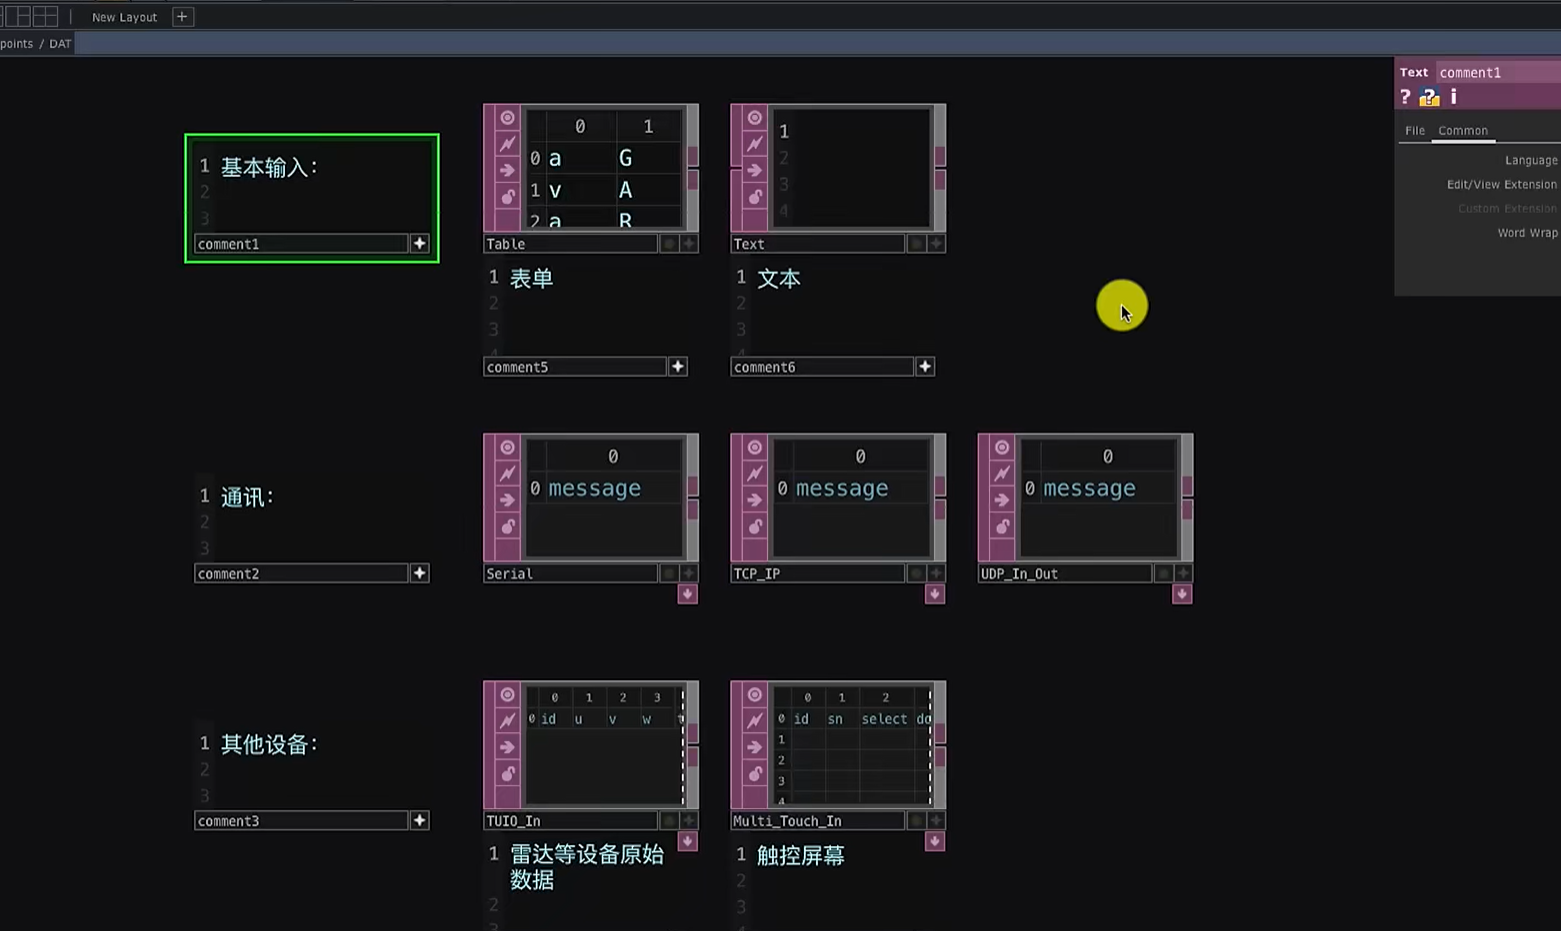 New Layout +
points / DAT
Text comment1
? ? i
File Common
Language
Edit/View Extension
Custom Extension
Word Wrap
1 基本输入:
2
3
comment1
0 1
0 a G
1 v A
2 a R
Table
1
2
3
4
Text
1 表单
2
3
4
comment5
1 文本
2
3
4
comment6
1 通讯:
2
3
comment2
0
0 message
Serial
0
0 message
TCP_IP
0
0 message
UDP_In_Out
1 其他设备:
2
3
comment3
0 1 2 3
0 id u v w t
TUIO_In
0 1 2
0 id sn select do
1
2
3
4
Multi_Touch_In
1 雷达等设备原始
数据
2
3
1 触控屏幕
2
3